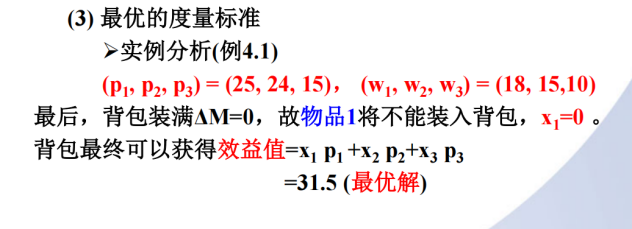 (3) 最优的度量标准
➢实例分析(例4.1)
(p₁, p₂, p₃) = (25, 24, 15)， (w₁, w₂, w₃) = (18, 15,10)
最后，背包装满ΔM=0，故物品1将不能装入背包，x₁=0 。
背包最终可以获得效益值=x₁ p₁ +x₂ p₂+x₃ p₃
=31.5 (最优解)